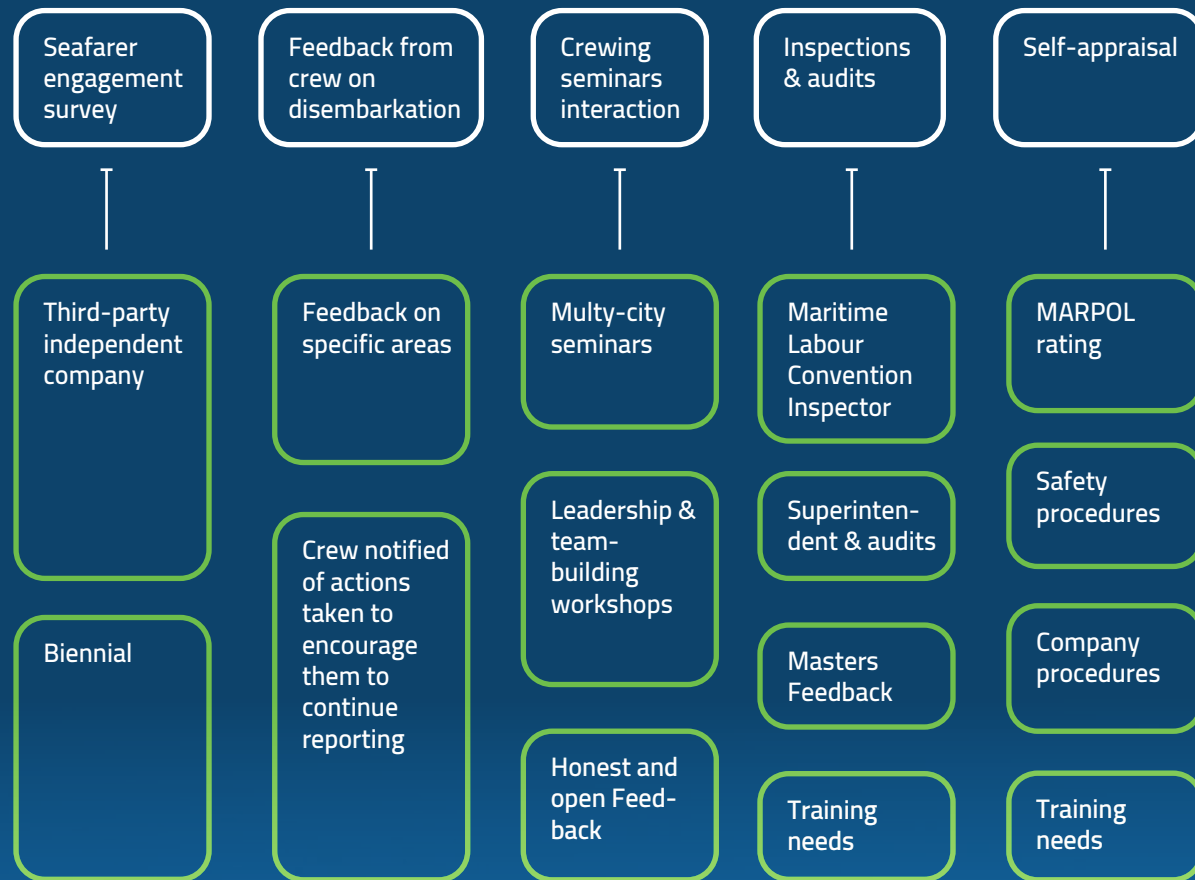 Seafarer
engagement
survey
Feedback from
crew on
disembarkation
Crewing
seminars
interaction
Inspections
& audits
Self-appraisal
Third-party
independent
company
Biennial
Feedback on
specific areas
Crew notified
of actions
taken to
encourage
them to
continue
reporting
Multy-city
seminars
Leadership &
team-
building
workshops
Honest and
open Feed-
back
Maritime
Labour
Convention
Inspector
Superinten-
dent & audits
Masters
Feedback
Training
needs
MARPOL
rating
Safety
procedures
Company
procedures
Training
needs